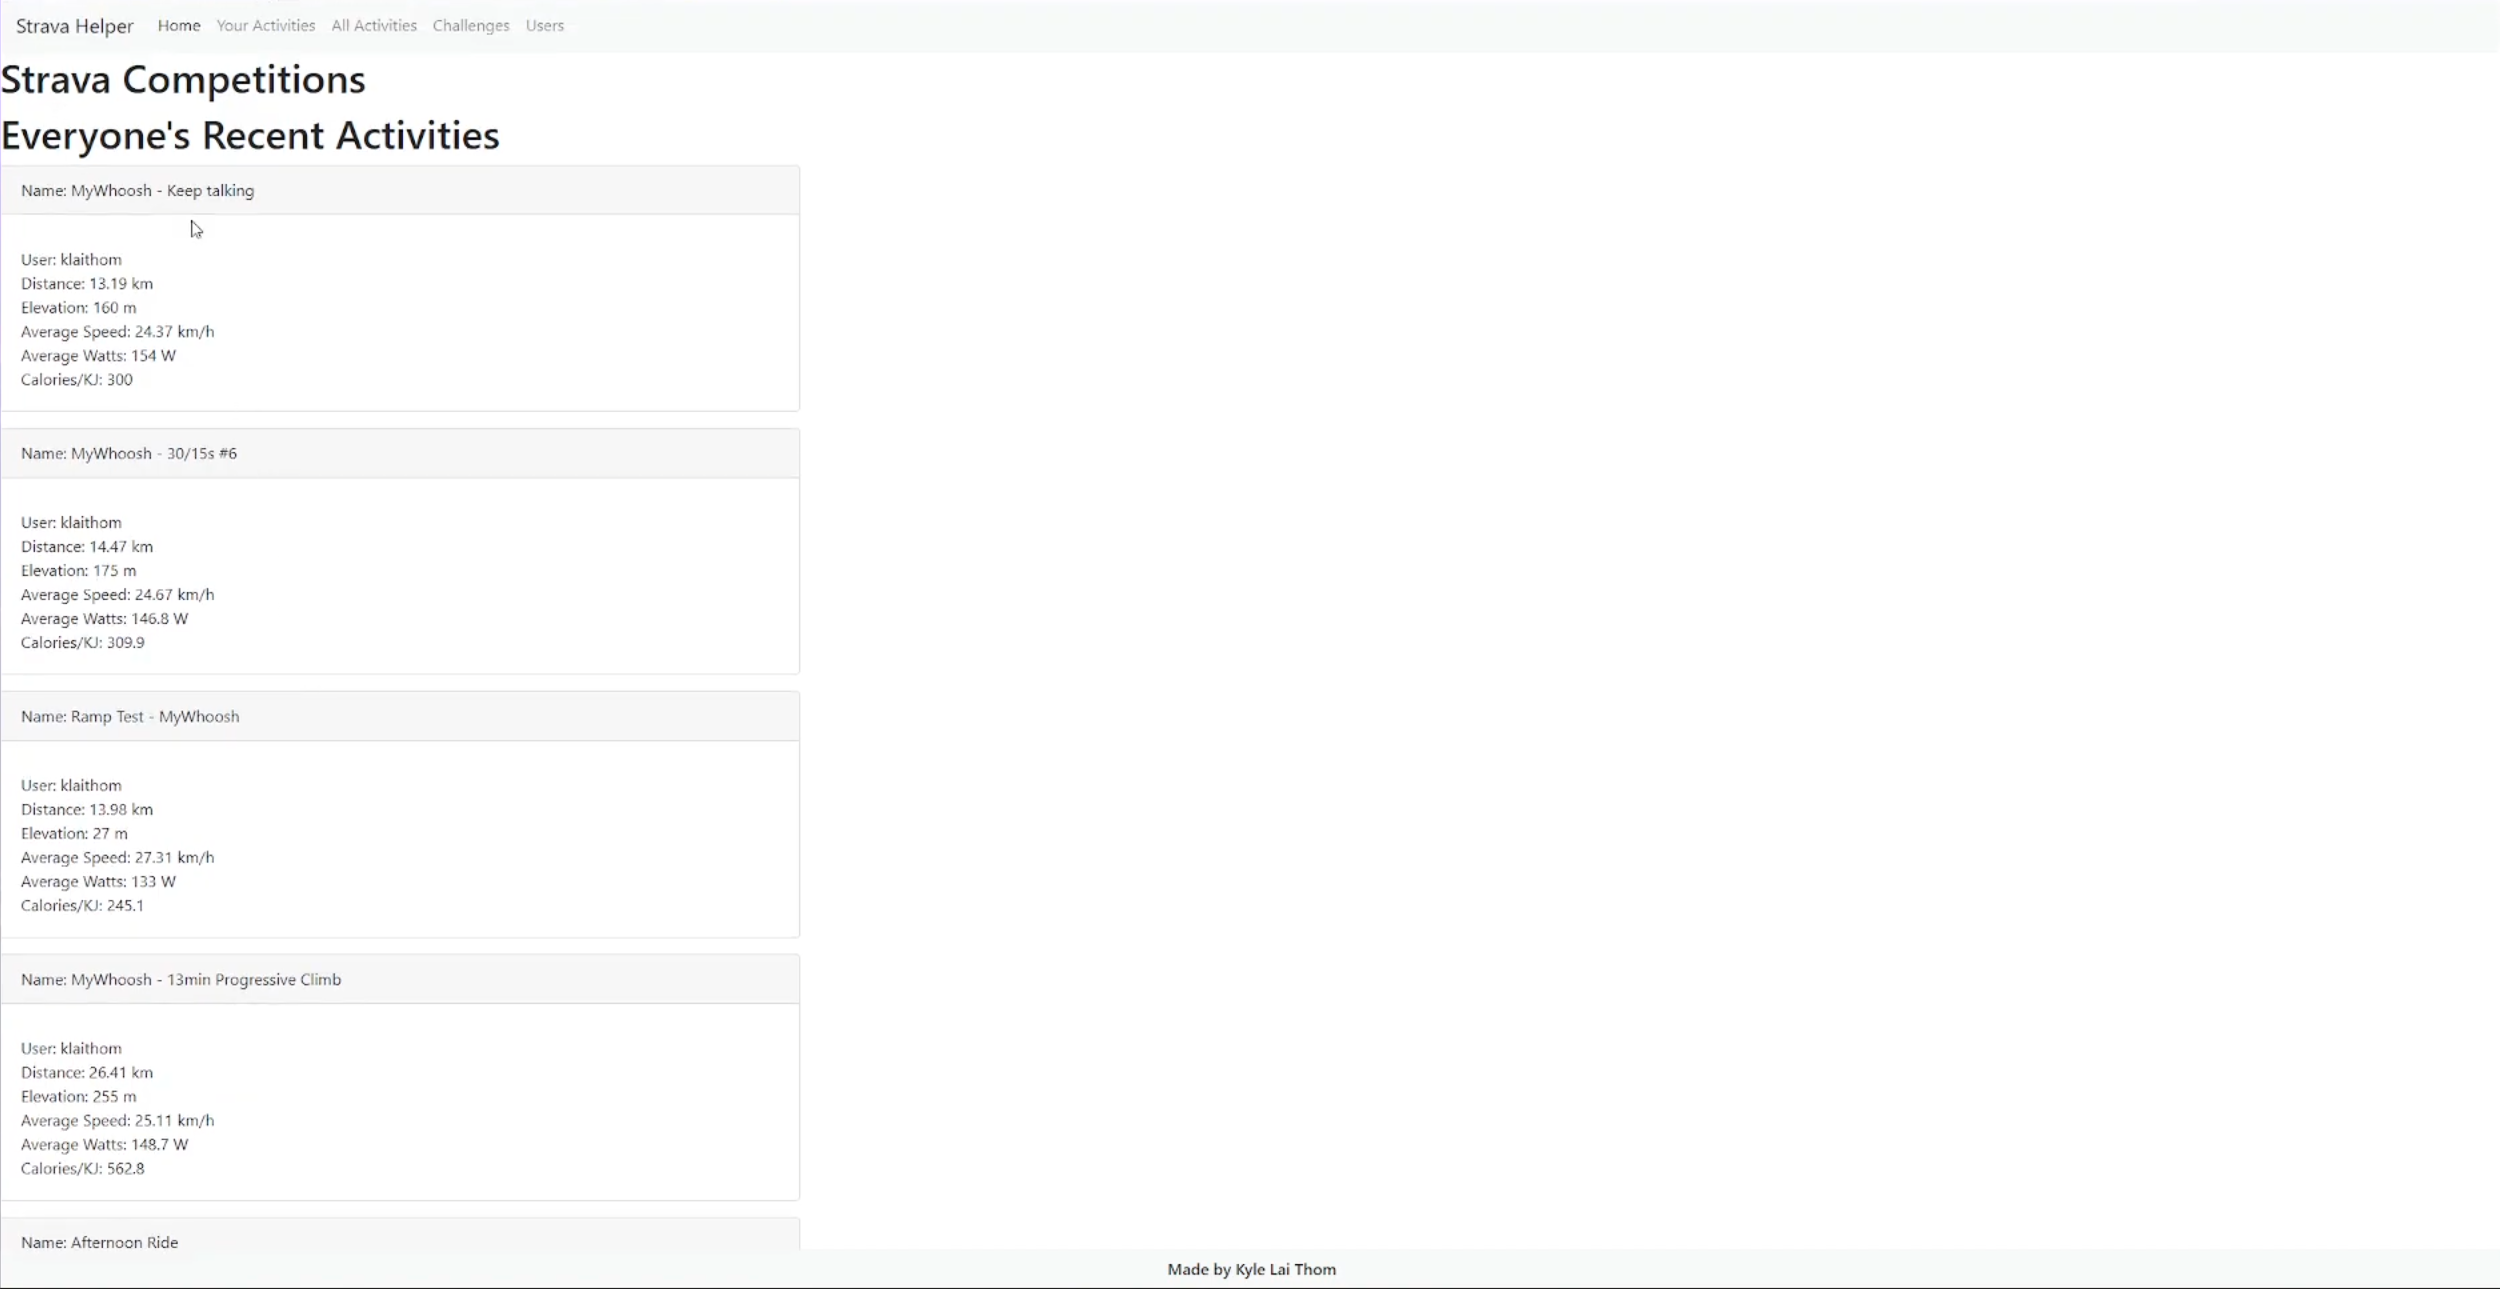 Strava Helper Home Your Activities All Activities Challenges Users
Strava Competitions
Everyone's Recent Activities
Name: MyWhoosh - Keep talking
User: klaithom
Distance: 13.19 km
Elevation: 160 m
Average Speed: 24.37 km/h
Average Watts: 154 W
Calories/KJ: 300
Name: MyWhoosh - 30/15s #6
User: klaithom
Distance: 14.47 km
Elevation: 175 m
Average Speed: 24.67 km/h
Average Watts: 146.8 W
Calories/KJ: 309.9
Name: Ramp Test - MyWhoosh
User: klaithom
Distance: 13.98 km
Elevation: 27 m
Average Speed: 27.31 km/h
Average Watts: 133 W
Calories/KJ: 245.1
Name: MyWhoosh - 13min Progressive Climb
User: klaithom
Distance: 26.41 km
Elevation: 255 m
Average Speed: 25.11 km/h
Average Watts: 148.7 W
Calories/KJ: 562.8
Name: Afternoon Ride
Made by Kyle Lai Thom